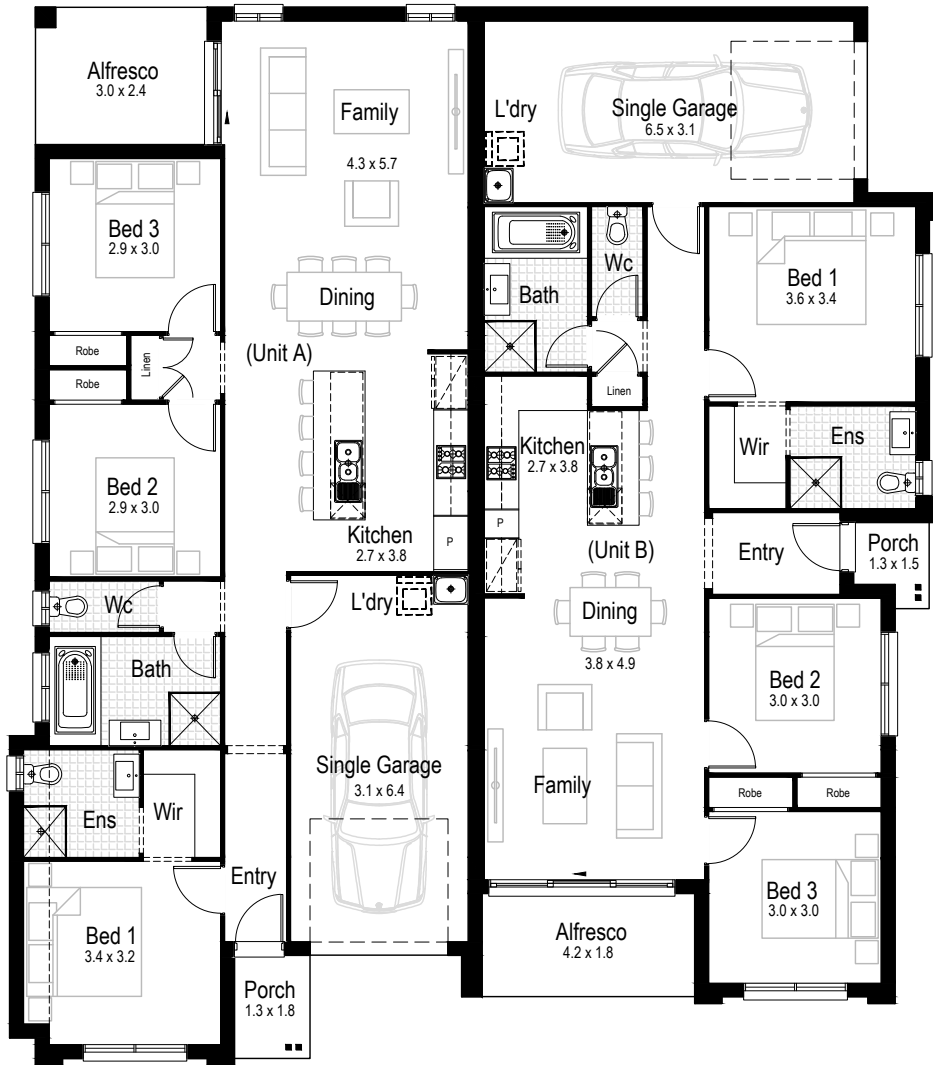 Alfresco
3.0 x 2.4
Family
4.3 x 5.7
Bed 3
2.9 x 3.0
Dining
(Unit A)
Robe
Robe
Linen
Bed 2
2.9 x 3.0
Kitchen
2.7 x 3.8
P
Wc
L'dry
Bath
Single Garage
3.1 x 6.4
Ens
Wir
Entry
Bed 1
3.4 x 3.2
Porch
1.3 x 1.8
L'dry
Single Garage
6.5 x 3.1
Wc
Bath
Bed 1
3.6 x 3.4
Linen
Kitchen
2.7 x 3.8
Wir
Ens
P
(Unit B)
Entry
Porch
1.3 x 1.5
Dining
3.8 x 4.9
Bed 2
3.0 x 3.0
Family
Robe
Robe
Bed 3
3.0 x 3.0
Alfresco
4.2 x 1.8